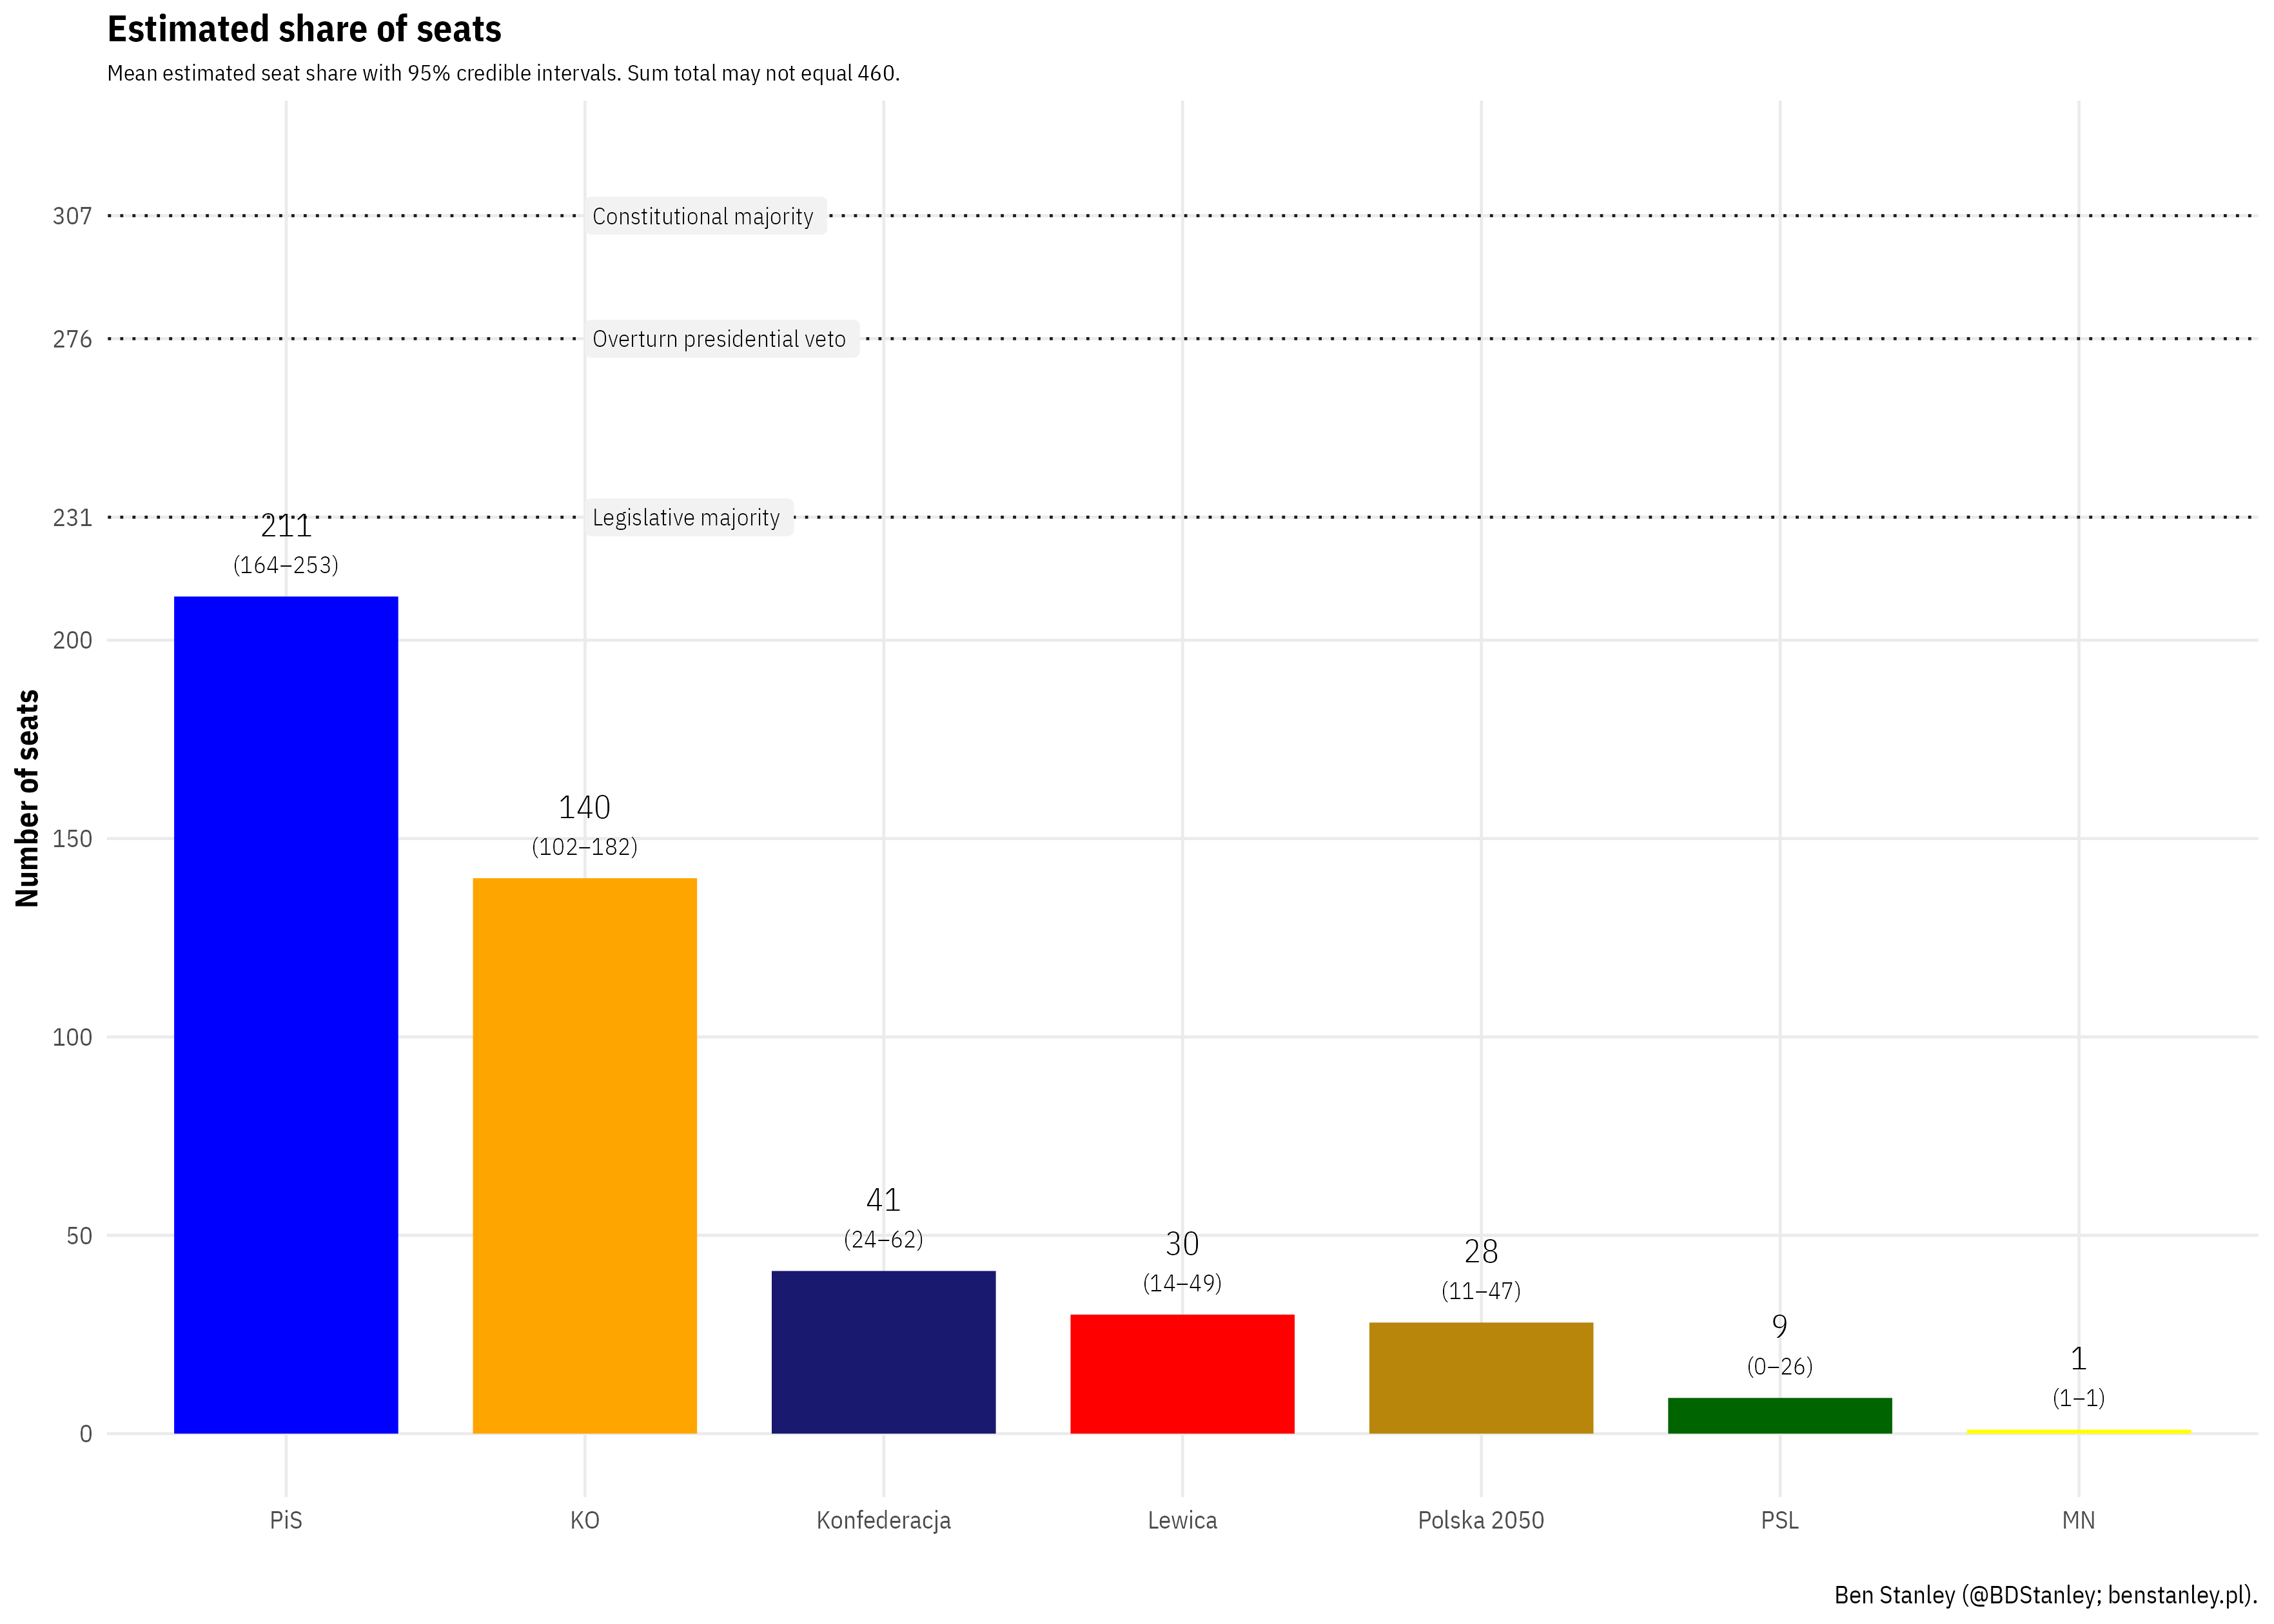 Estimated share of seats
Mean estimated seat share with 95% credible intervals. Sum total may not equal 460.
Number of seats
307
276
231
200
150
100
50
0
Constitutional majority
Overturn presidential veto
Legislative majority
211
(164–253)
140
(102–182)
41
(24–62)
30
(14–49)
28
(11–47)
9
(0–26)
1
(1–1)
PiS
KO
Konfederacja
Lewica
Polska 2050
PSL
MN
Ben Stanley (@BDStanley; benstanley.pl).